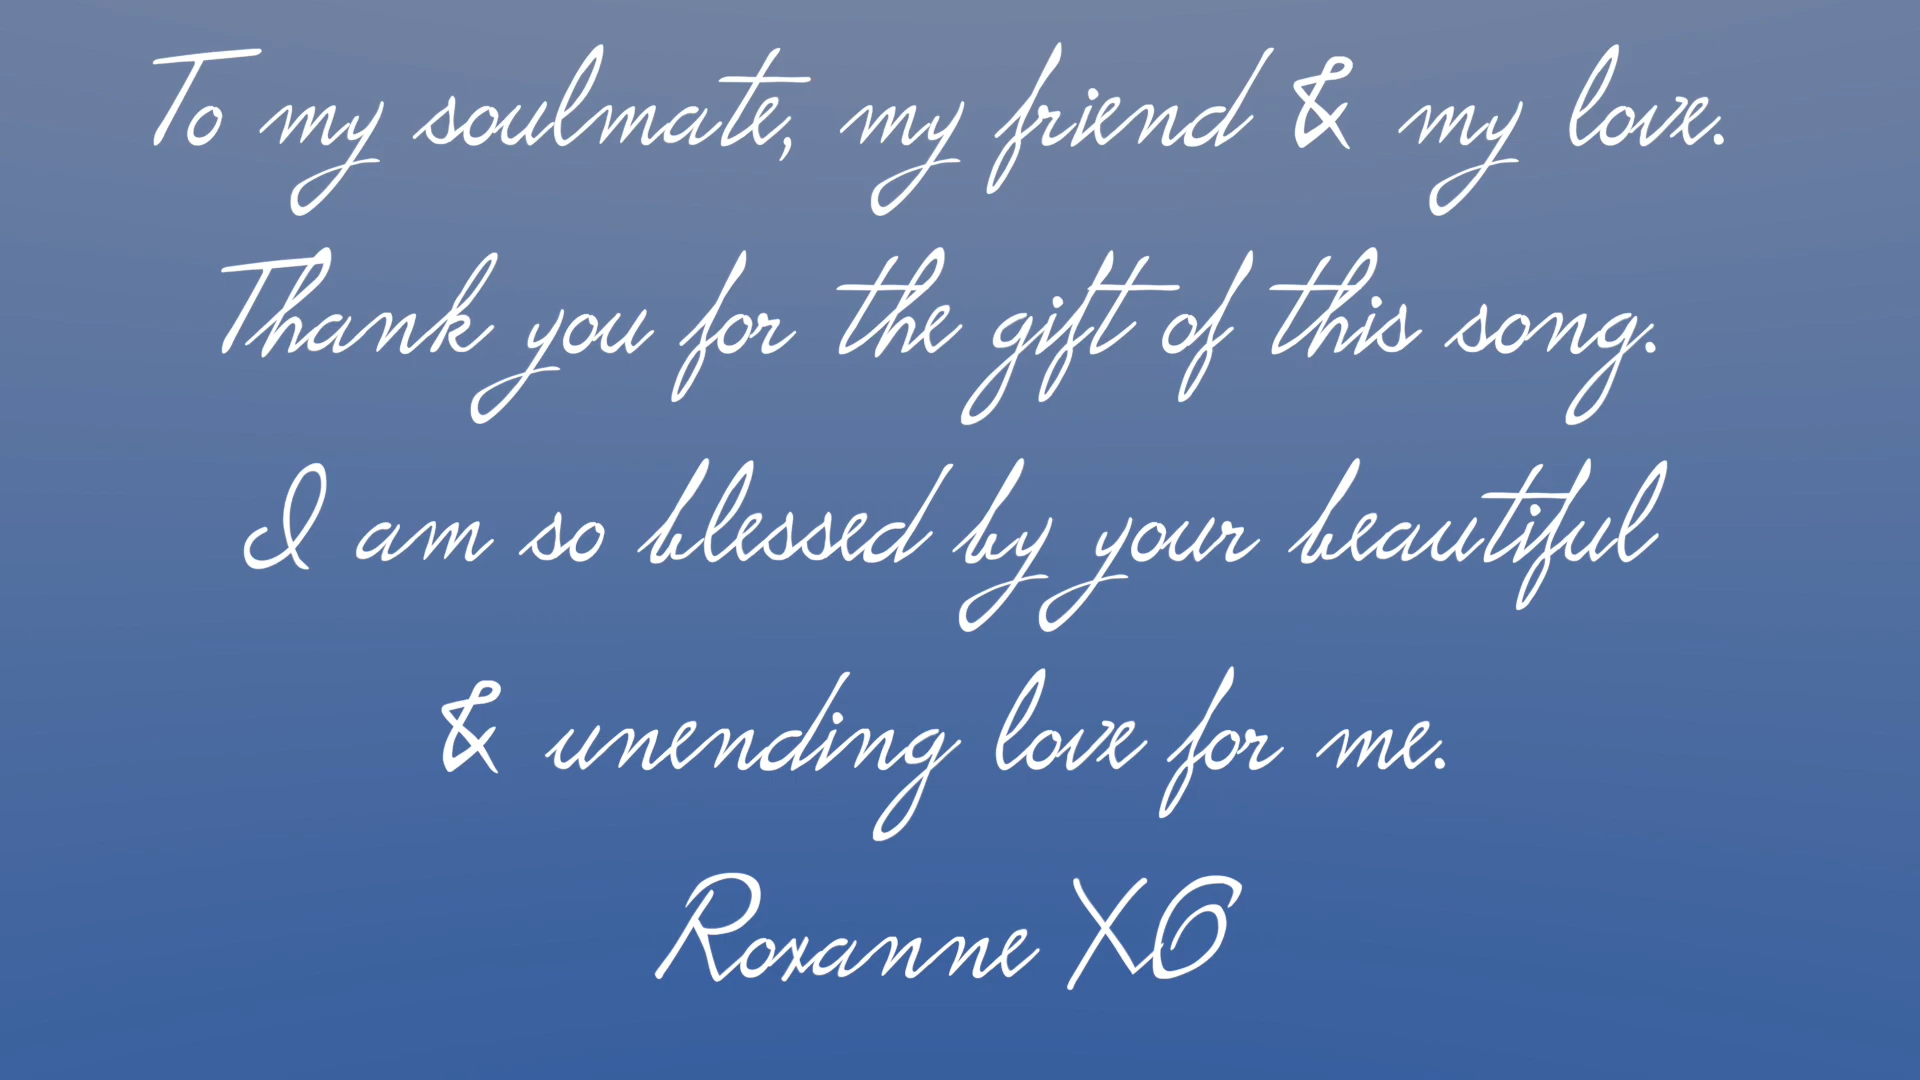 To my soulmate, my friend & my love.
Thank you for the gift of this song.
I am so blessed by your beautiful
& unending love for me.
Roxanne XO